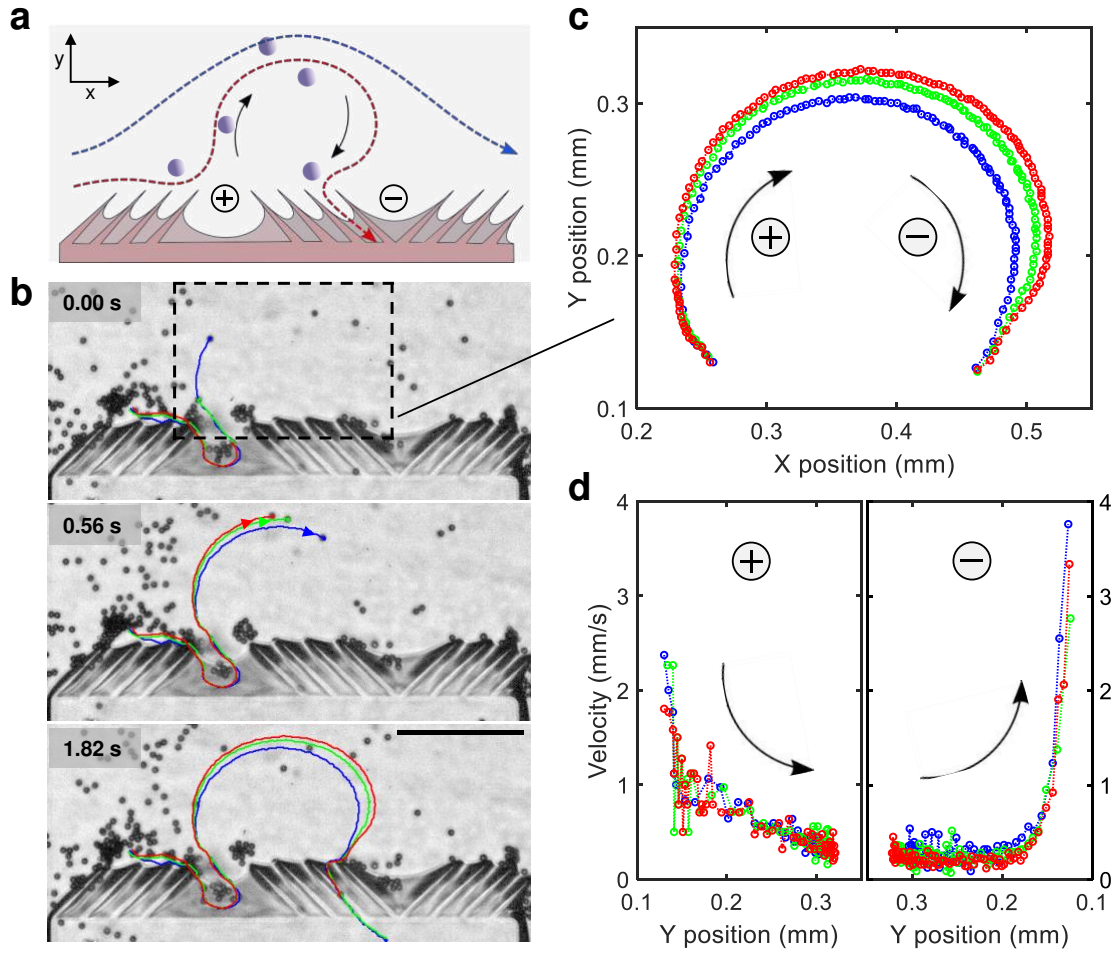 a
y
x
+
−
b
0.00 s
0.56 s
1.82 s
c
Y position (mm)
0.3
0.2
0.1
+
−
0.2
0.3
0.4
0.5
X position (mm)
d
Velocity (mm/s)
4
3
2
1
0
+
−
4
3
2
1
0
0.1
0.2
0.3
0.3
0.2
0.1
Y position (mm)
Y position (mm)